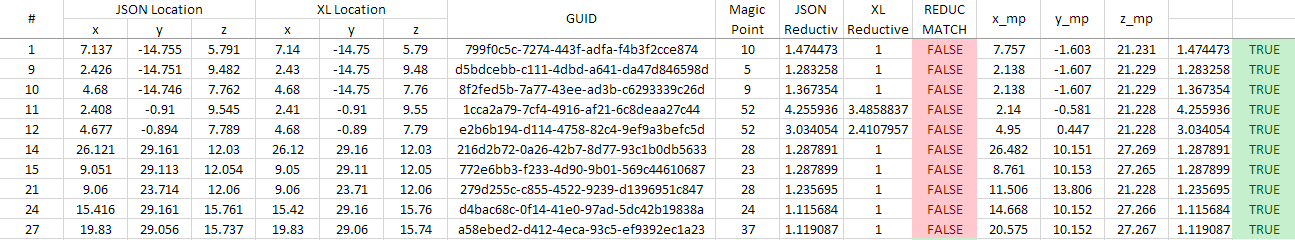 # JSON Location XL Location GUID Magic Point JSON Reductiv XL Reductive REDUC MATCH x_mp y_mp z_mp
x y z x y z
1 7.137 -14.755 5.791 7.14 -14.75 5.79 799f0c5c-7274-443f-adfa-f4b3f2cce874 10 1.474473 1 FALSE 7.757 -1.603 21.231 1.474473 TRUE
9 2.426 -14.751 9.482 2.43 -14.75 9.48 d5bdcebb-c111-4dbd-a641-da47d846598d 5 1.283258 1 FALSE 2.138 -1.607 21.229 1.283258 TRUE
10 4.68 -14.746 7.762 4.68 -14.75 7.76 8f2fed5b-7a77-43ee-ad3b-c6293339c26d 9 1.367354 1 FALSE 2.138 -1.607 21.229 1.367354 TRUE
11 2.408 -0.91 9.545 2.41 -0.91 9.55 1cca2a79-7cf4-4916-af21-6c8deaa27c44 52 4.255936 3.4858837 FALSE 2.14 -0.581 21.228 4.255936 TRUE
12 4.677 -0.894 7.789 4.68 -0.89 7.79 e2b6b194-d114-4758-82c4-9ef9a3befc5d 52 3.034054 2.4107957 FALSE 4.95 0.447 21.228 3.034054 TRUE
14 26.121 29.161 12.03 26.12 29.16 12.03 216d2b72-0a26-42b7-8d77-93c1b0db5633 28 1.287891 1 FALSE 26.482 10.151 27.269 1.287891 TRUE
15 9.051 29.113 12.054 9.05 29.11 12.05 772e6bb3-f233-4d90-9b01-569c44610687 23 1.287899 1 FALSE 8.761 10.153 27.265 1.287899 TRUE
21 9.06 23.714 12.06 9.06 23.71 12.06 279d255c-c855-4522-9239-d1396951c847 28 1.235695 1 FALSE 11.506 13.806 21.228 1.235695 TRUE
24 15.416 29.161 15.761 15.42 29.16 15.76 d4bac68c-0f14-41e0-97ad-5dc42b19838a 24 1.115684 1 FALSE 14.668 10.152 27.266 1.115684 TRUE
27 19.83 29.056 15.737 19.83 29.06 15.74 a58ebed2-d412-4eca-93c5-ef9392ec1a23 37 1.119087 1 FALSE 20.575 10.152 27.265 1.119087 TRUE